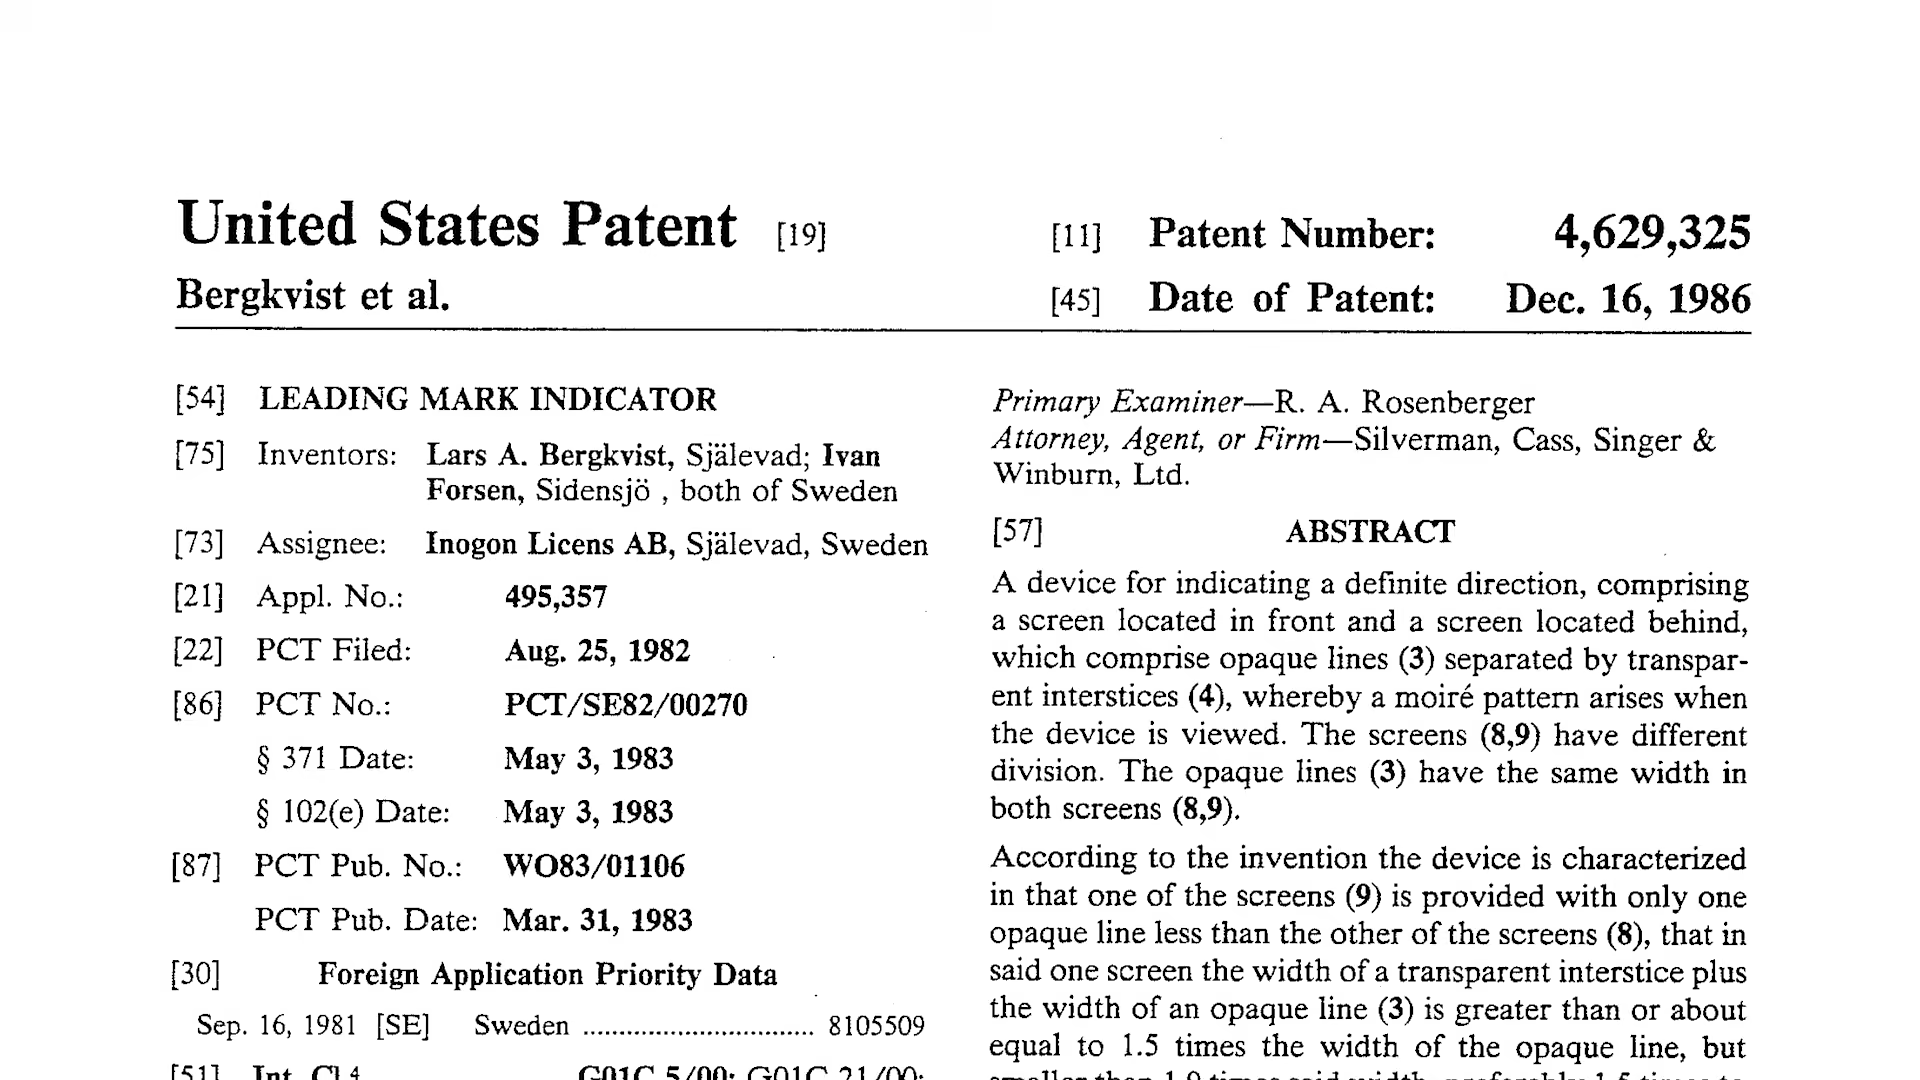 United States Patent [19]
Bergkvist et al.
[11] Patent Number: 4,629,325
[45] Date of Patent: Dec. 16, 1986
[54] LEADING MARK INDICATOR
[75] Inventors: Lars A. Bergkvist, Själevad; Ivan
Forsen, Sidensjö , both of Sweden
[73] Assignee: Inogon Licens AB, Själevad, Sweden
[21] Appl. No.: 495,357
[22] PCT Filed: Aug. 25, 1982
[86] PCT No.: PCT/SE82/00270
§ 371 Date: May 3, 1983
§ 102(e) Date: May 3, 1983
[87] PCT Pub. No.: WO83/01106
PCT Pub. Date: Mar. 31, 1983
[30] Foreign Application Priority Data
Sep. 16, 1981 [SE] Sweden ................................ 8105509
[51] Int. Cl.4 G01C 5/00; G01C 21/00;
Primary Examiner—R. A. Rosenberger
Attorney, Agent, or Firm—Silverman, Cass, Singer &
Winburn, Ltd.
[57] ABSTRACT
A device for indicating a definite direction, comprising
a screen located in front and a screen located behind,
which comprise opaque lines (3) separated by transpar-
ent interstices (4), whereby a moiré pattern arises when
the device is viewed. The screens (8,9) have different
division. The opaque lines (3) have the same width in
both screens (8,9).
According to the invention the device is characterized
in that one of the screens (9) is provided with only one
opaque line less than the other of the screens (8), that in
said one screen the width of a transparent interstice plus
the width of an opaque line (3) is greater than or about
equal to 1.5 times the width of the opaque line, but